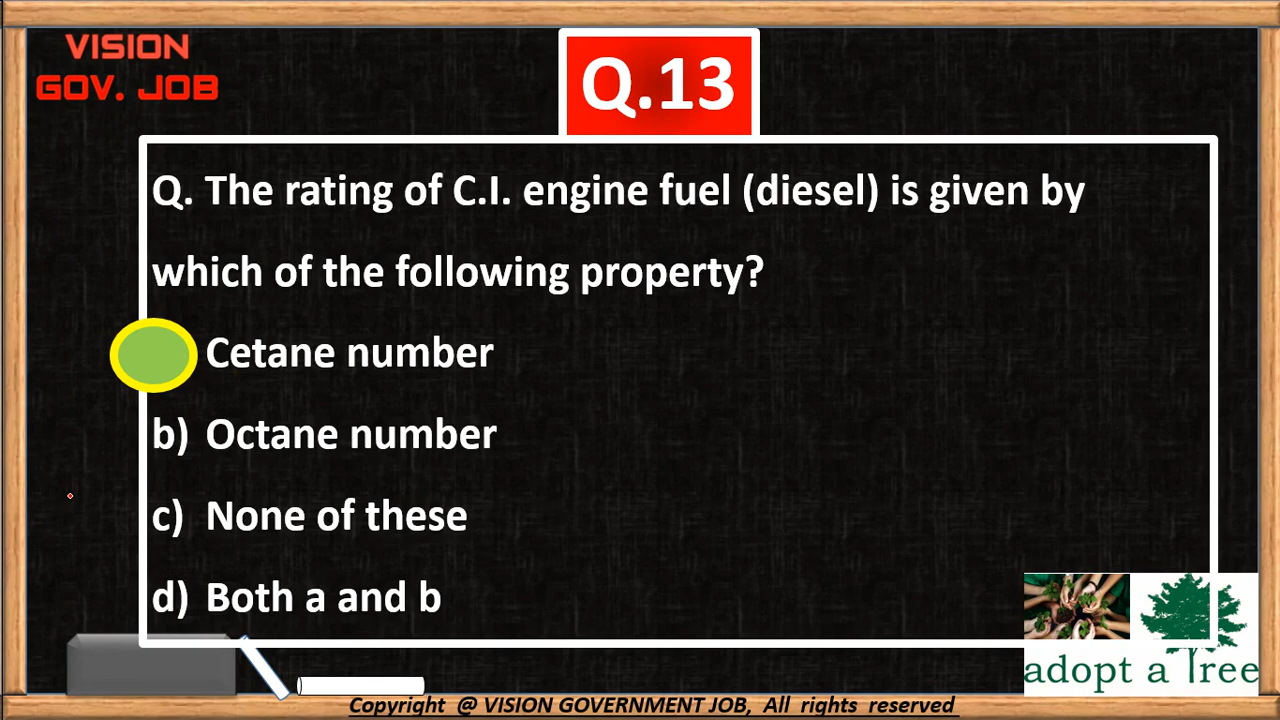 VISION
GOV. JOB
Q.13
Q. The rating of C.I. engine fuel (diesel) is given by
which of the following property?
Cetane number
b) Octane number
c) None of these
d) Both a and b
adopt a Tree
Copyright @ VISION GOVERNMENT JOB, All rights reserved